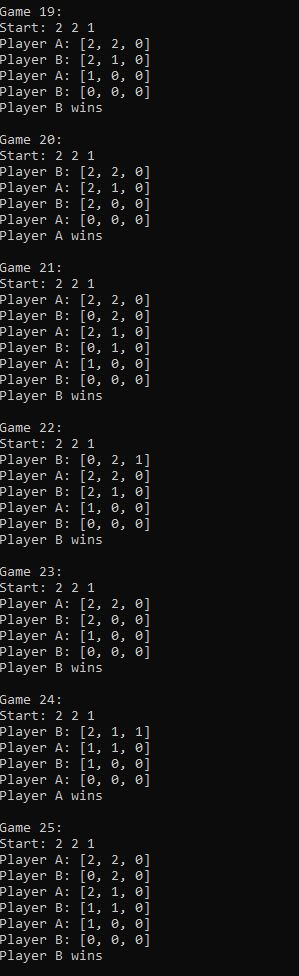 Game 19:
Start: 2 2 1
Player A: [2, 2, 0]
Player B: [2, 1, 0]
Player A: [1, 0, 0]
Player B: [0, 0, 0]
Player B wins
Game 20:
Start: 2 2 1
Player B: [2, 2, 0]
Player A: [2, 1, 0]
Player B: [2, 0, 0]
Player A: [0, 0, 0]
Player A wins
Game 21:
Start: 2 2 1
Player A: [2, 2, 0]
Player B: [0, 2, 0]
Player A: [2, 1, 0]
Player B: [0, 1, 0]
Player A: [1, 0, 0]
Player B: [0, 0, 0]
Player B wins
Game 22:
Start: 2 2 1
Player B: [0, 2, 1]
Player A: [2, 2, 0]
Player B: [2, 1, 0]
Player A: [1, 0, 0]
Player B: [0, 0, 0]
Player B wins
Game 23:
Start: 2 2 1
Player A: [2, 2, 0]
Player B: [2, 0, 0]
Player A: [1, 0, 0]
Player B: [0, 0, 0]
Player B wins
Game 24:
Start: 2 2 1
Player B: [2, 1, 1]
Player A: [1, 1, 0]
Player B: [1, 0, 0]
Player A: [0, 0, 0]
Player A wins
Game 25:
Start: 2 2 1
Player A: [2, 2, 0]
Player B: [0, 2, 0]
Player A: [2, 1, 0]
Player B: [1, 1, 0]
Player A: [1, 0, 0]
Player B: [0, 0, 0]
Player B wins